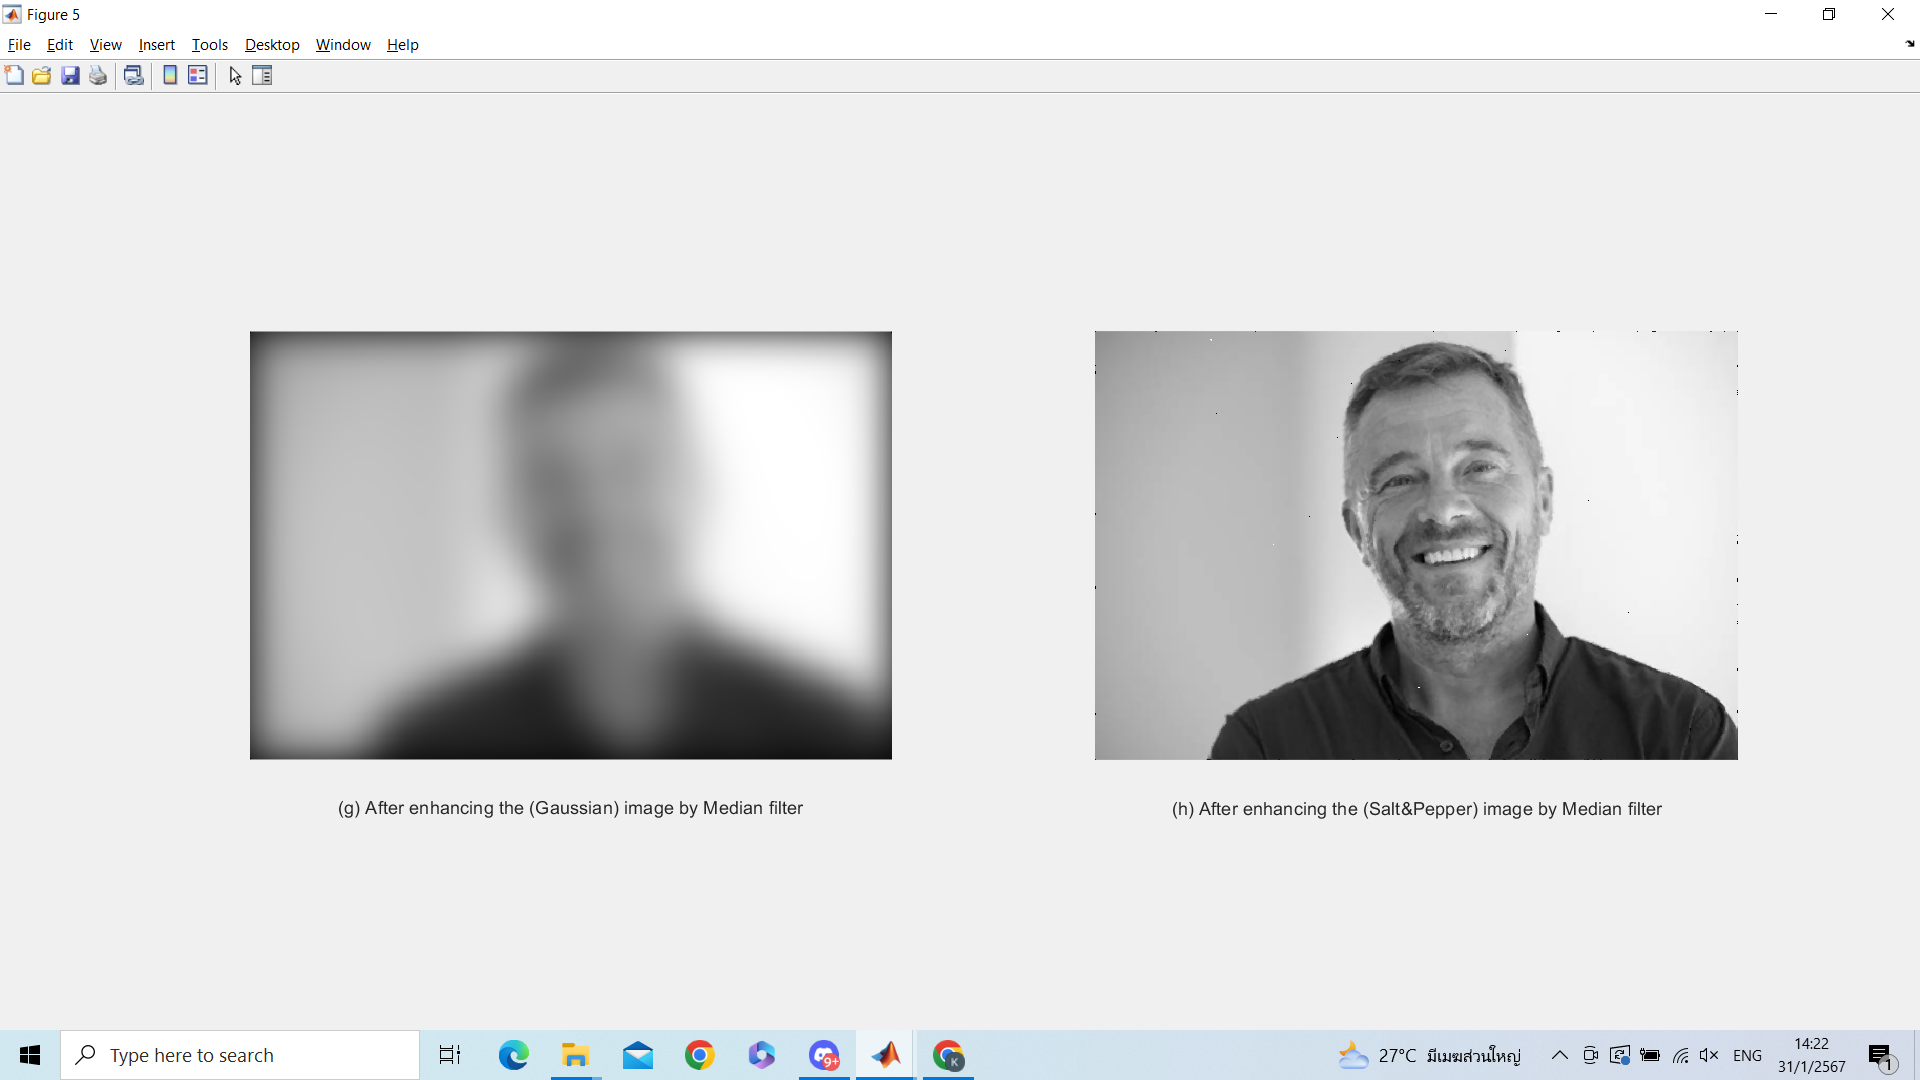 Figure 5
File Edit View Insert Tools Desktop Window Help
(g) After enhancing the (Gaussian) image by Median filter
(h) After enhancing the (Salt&Pepper) image by Median filter
Type here to search
9+
K
27°C มีเมฆส่วนใหญ่
ENG
14:22
31/1/2567
1